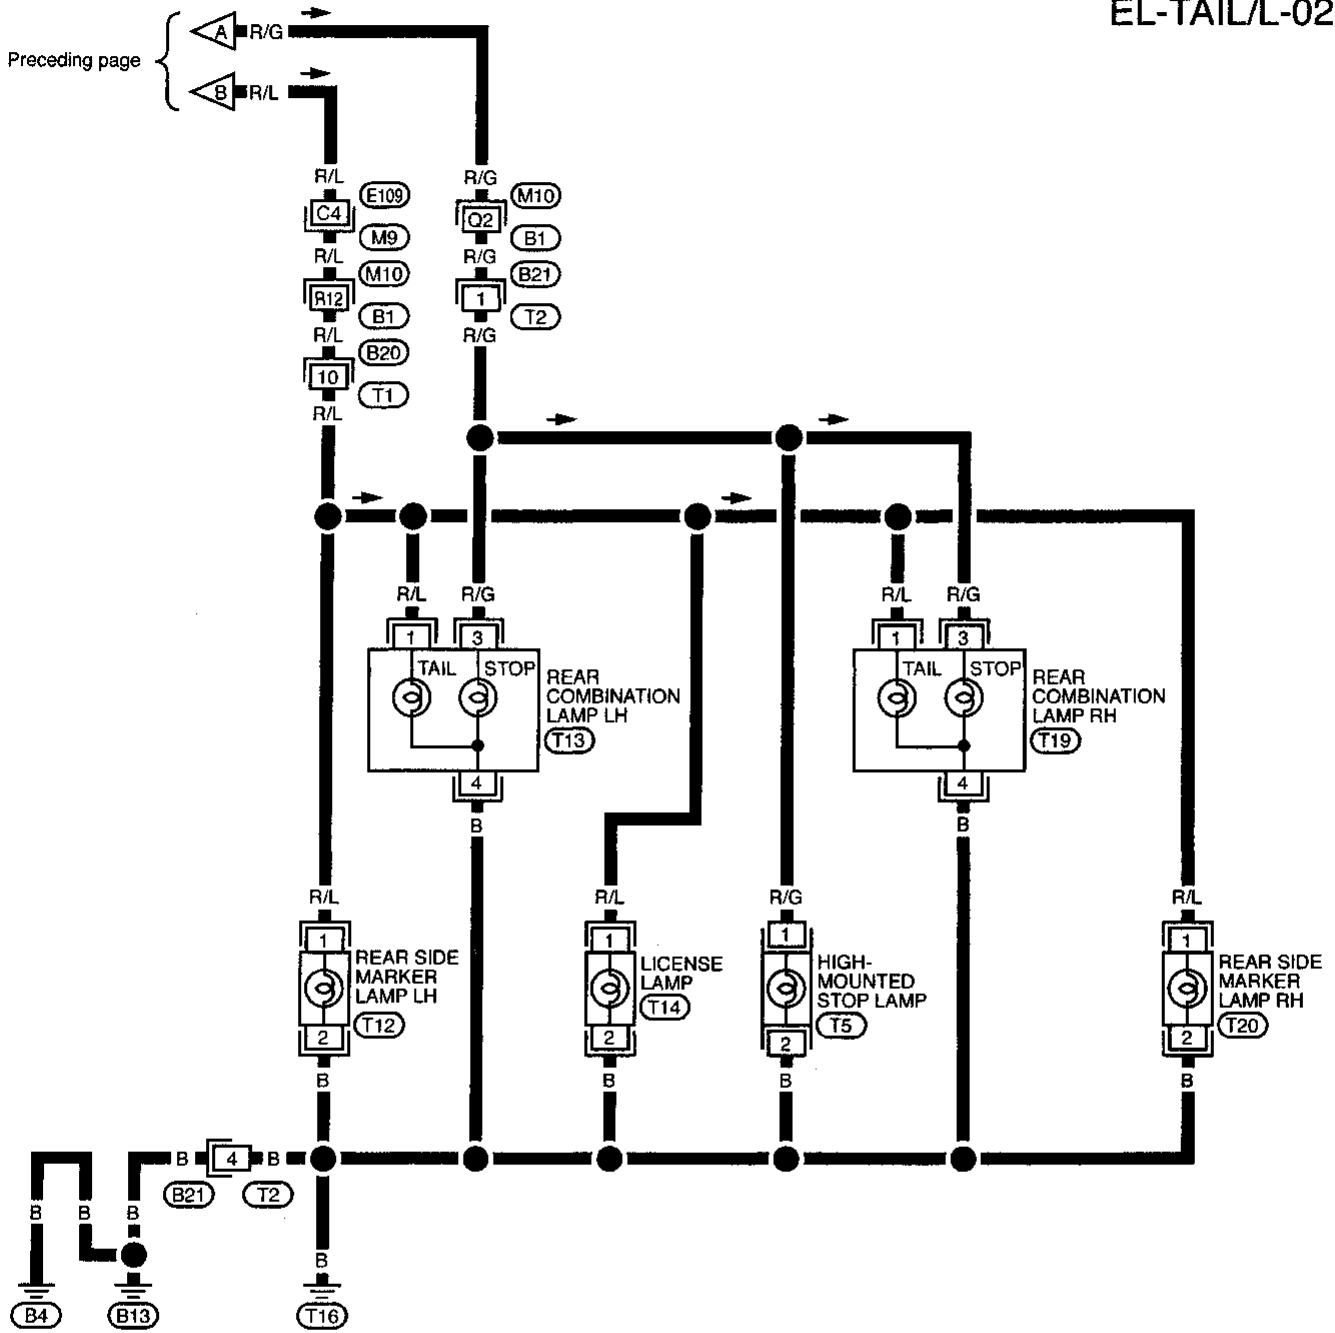 EL-TAIL/L-02
Preceding page
A R/G
B R/L
R/L R/G
E109 M10
C4 Q2
M9 B1
R/L R/G
M10 B21
R12 1
B1 T2
R/L R/G
B20
10
T1
R/L
R/L R/G R/L R/G
1 3 1 3
TAIL STOP TAIL STOP
REAR
COMBINATION
LAMP LH
T13
REAR
COMBINATION
LAMP RH
T19
4 4
B B
R/L R/L R/G R/L
1 1 1 1
REAR SIDE
MARKER
LAMP LH
T12
LICENSE
LAMP
T14
HIGH-
MOUNTED
STOP LAMP
T5
REAR SIDE
MARKER
LAMP RH
T20
2 2 2 2
B B B B
B 4 B
B21 T2
B B B
B
B4 B13 T16